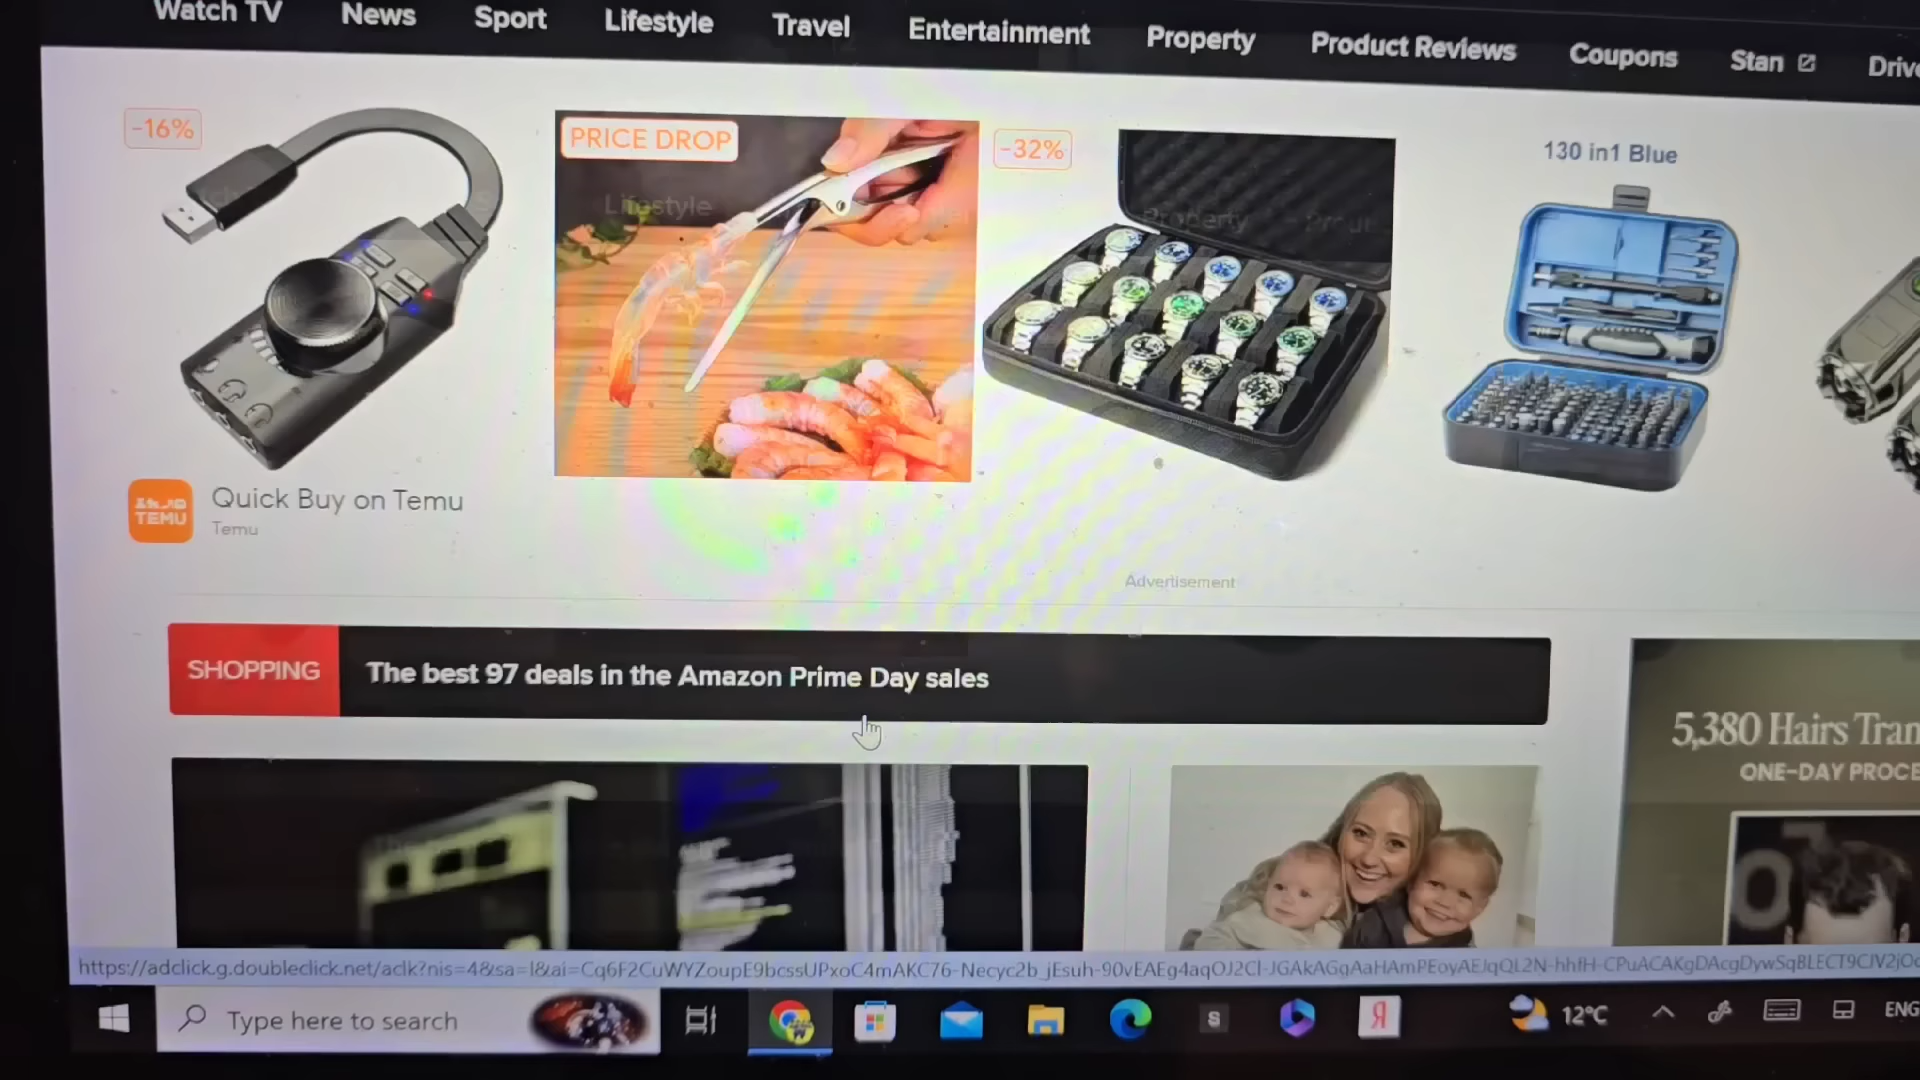 Watch TV News Sport Lifestyle Travel Entertainment Property Product Reviews Coupons Stan
-16%
PRICE DROP
-32%
130 in1 Blue
Lifestyle
Property
TEMU
Quick Buy on Temu
Temu
Advertisement
SHOPPING
The best 97 deals in the Amazon Prime Day sales
5,380 Hairs
ONE-DAY
Type here to search
S
Я
12°C
ENG